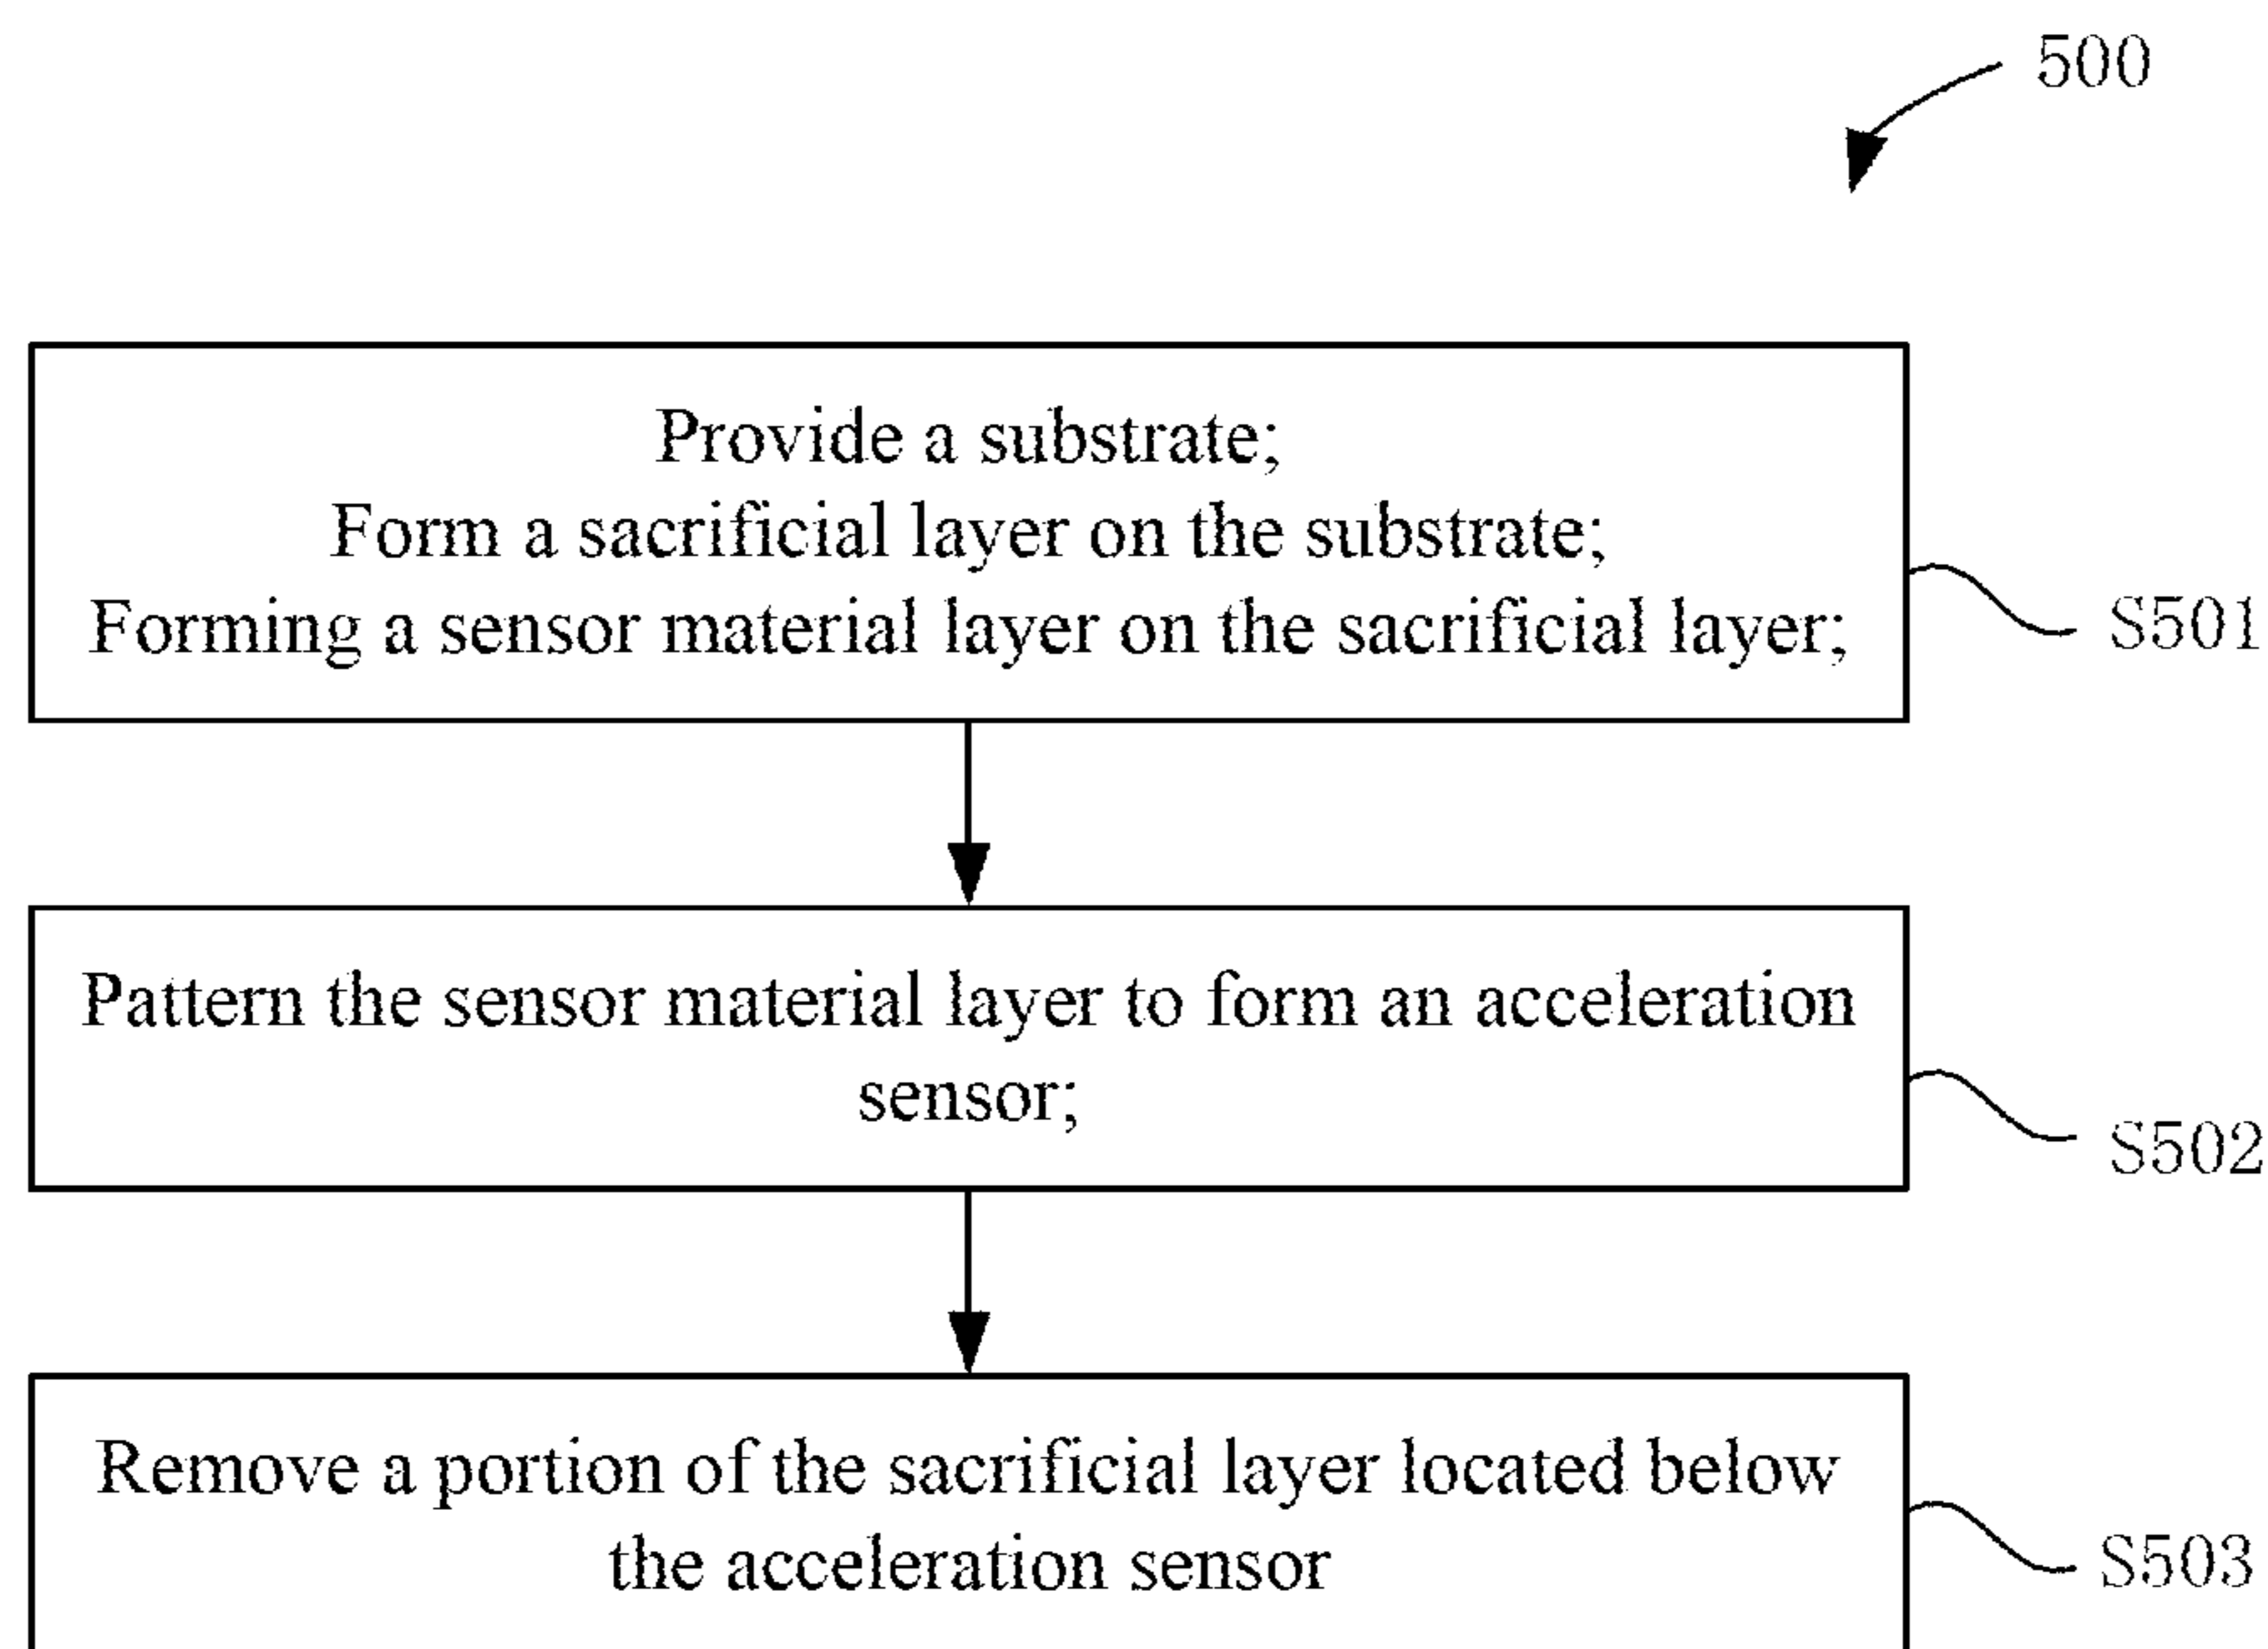 500
Provide a substrate;
Form a sacrificial layer on the substrate;
Forming a sensor material layer on the sacrificial layer;
S501
Pattern the sensor material layer to form an acceleration
sensor;
S502
Remove a portion of the sacrificial layer located below
the acceleration sensor
S503